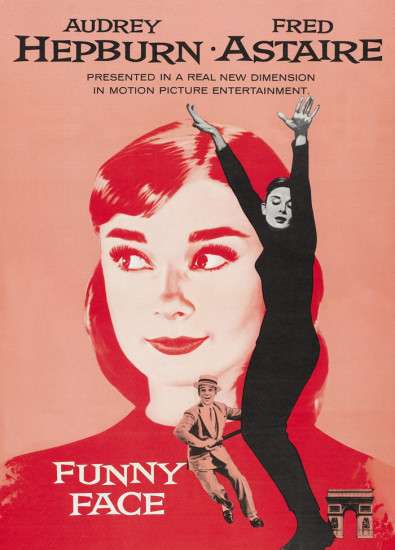 AUDREY FRED
HEPBURN · ASTAIRE
PRESENTED IN A REAL NEW DIMENSION
IN MOTION PICTURE ENTERTAINMENT.
FUNNY
FACE